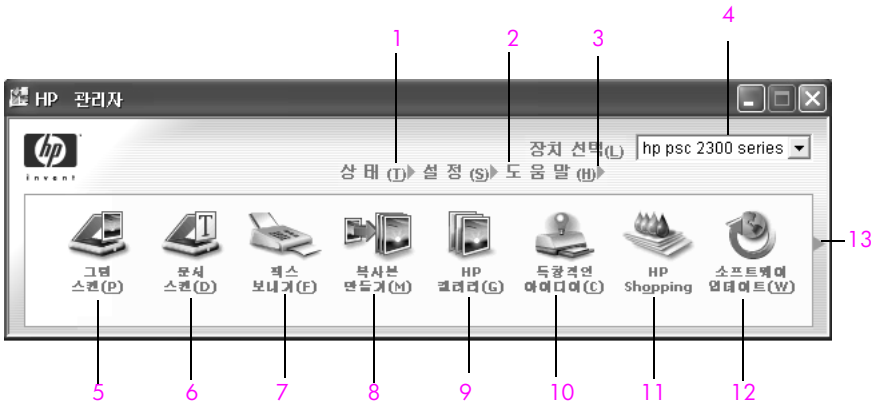 1
2
3
4
HP 관리자
hp
invent
장치 선택(L)
hp psc 2300 series
상 태 (T)
설 정 (S)
도 움 말 (H)
그림
스캔(P)
문서
스캔(D)
팩스
보내기(F)
복사본
만들기(M)
HP
갤러리(G)
독창적인
아이디어(C)
HP
Shopping
소프트웨어
업데이트(W)
13
5
6
7
8
9
10
11
12